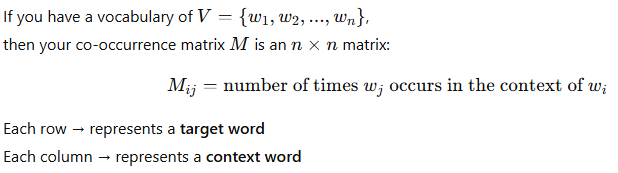 If you have a vocabulary of V = {w₁, w₂, ..., wₙ},
then your co-occurrence matrix M is an n × n matrix:
Mᵢⱼ = number of times wⱼ occurs in the context of wᵢ
Each row → represents a target word
Each column → represents a context word